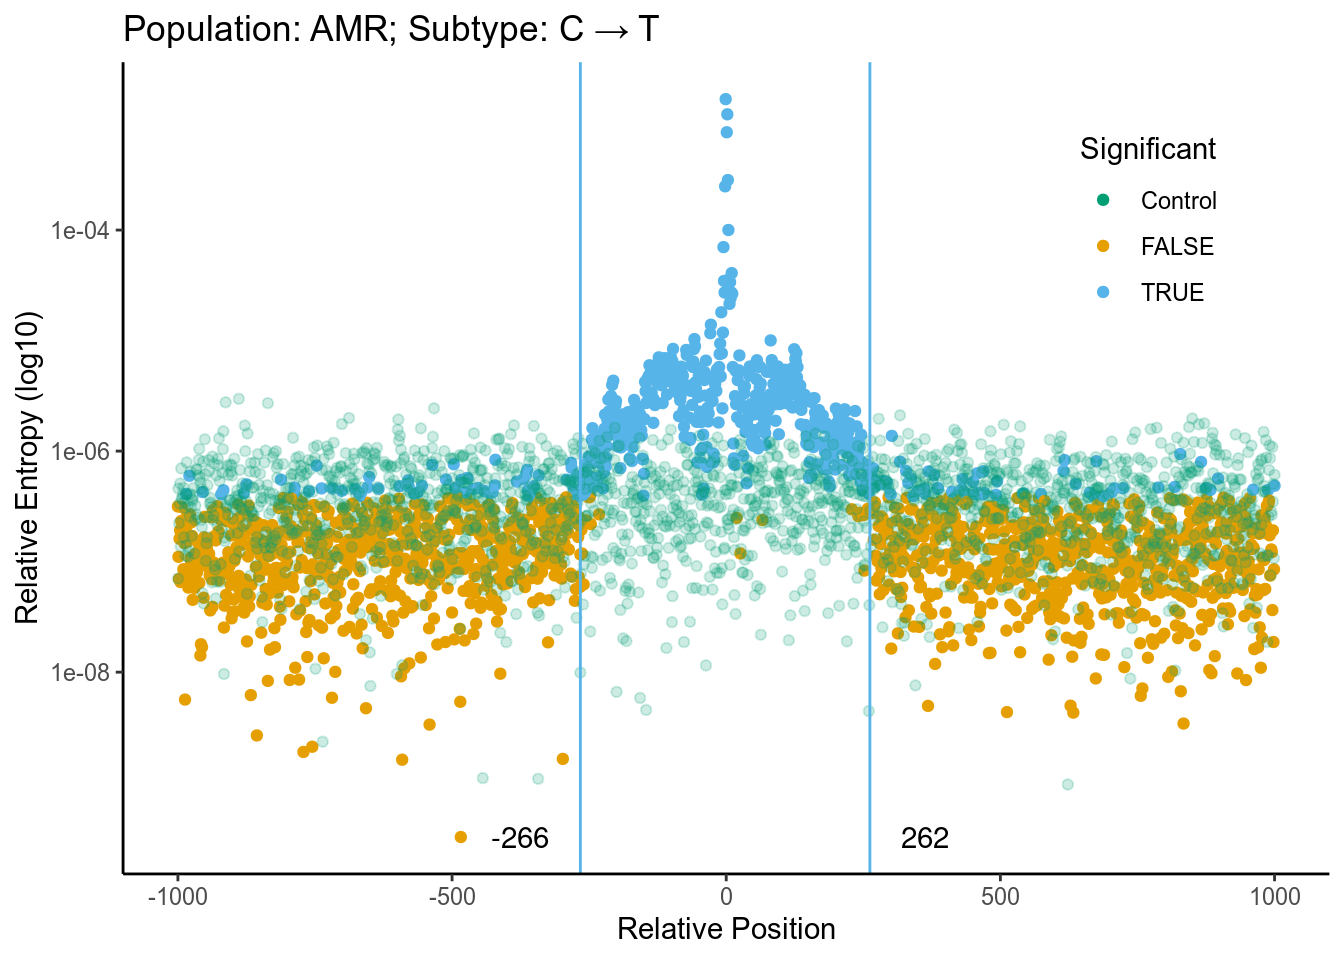 Population: AMR; Subtype: C → T
Significant
Control
FALSE
TRUE
Relative Entropy (log10)
1e-04
1e-06
1e-08
-266
262
-1000
-500
0
500
1000
Relative Position